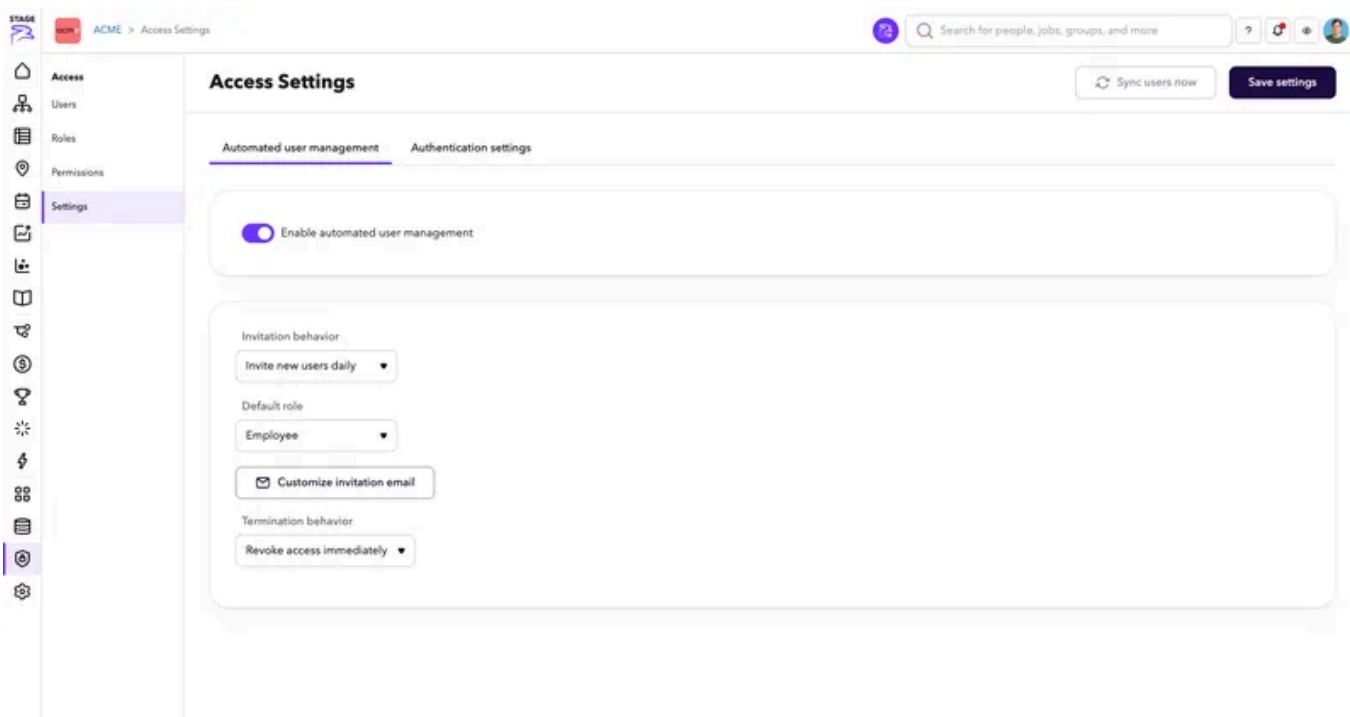 STAGE
acme
ACME > Access Settings
Search for people, jobs, groups, and more
?
Access
Users
Roles
Permissions
Settings
Access Settings
Sync users now
Save settings
Automated user management
Authentication settings
Enable automated user management
Invitation behavior
Invite new users daily
Default role
Employee
Customize invitation email
Termination behavior
Revoke access immediately